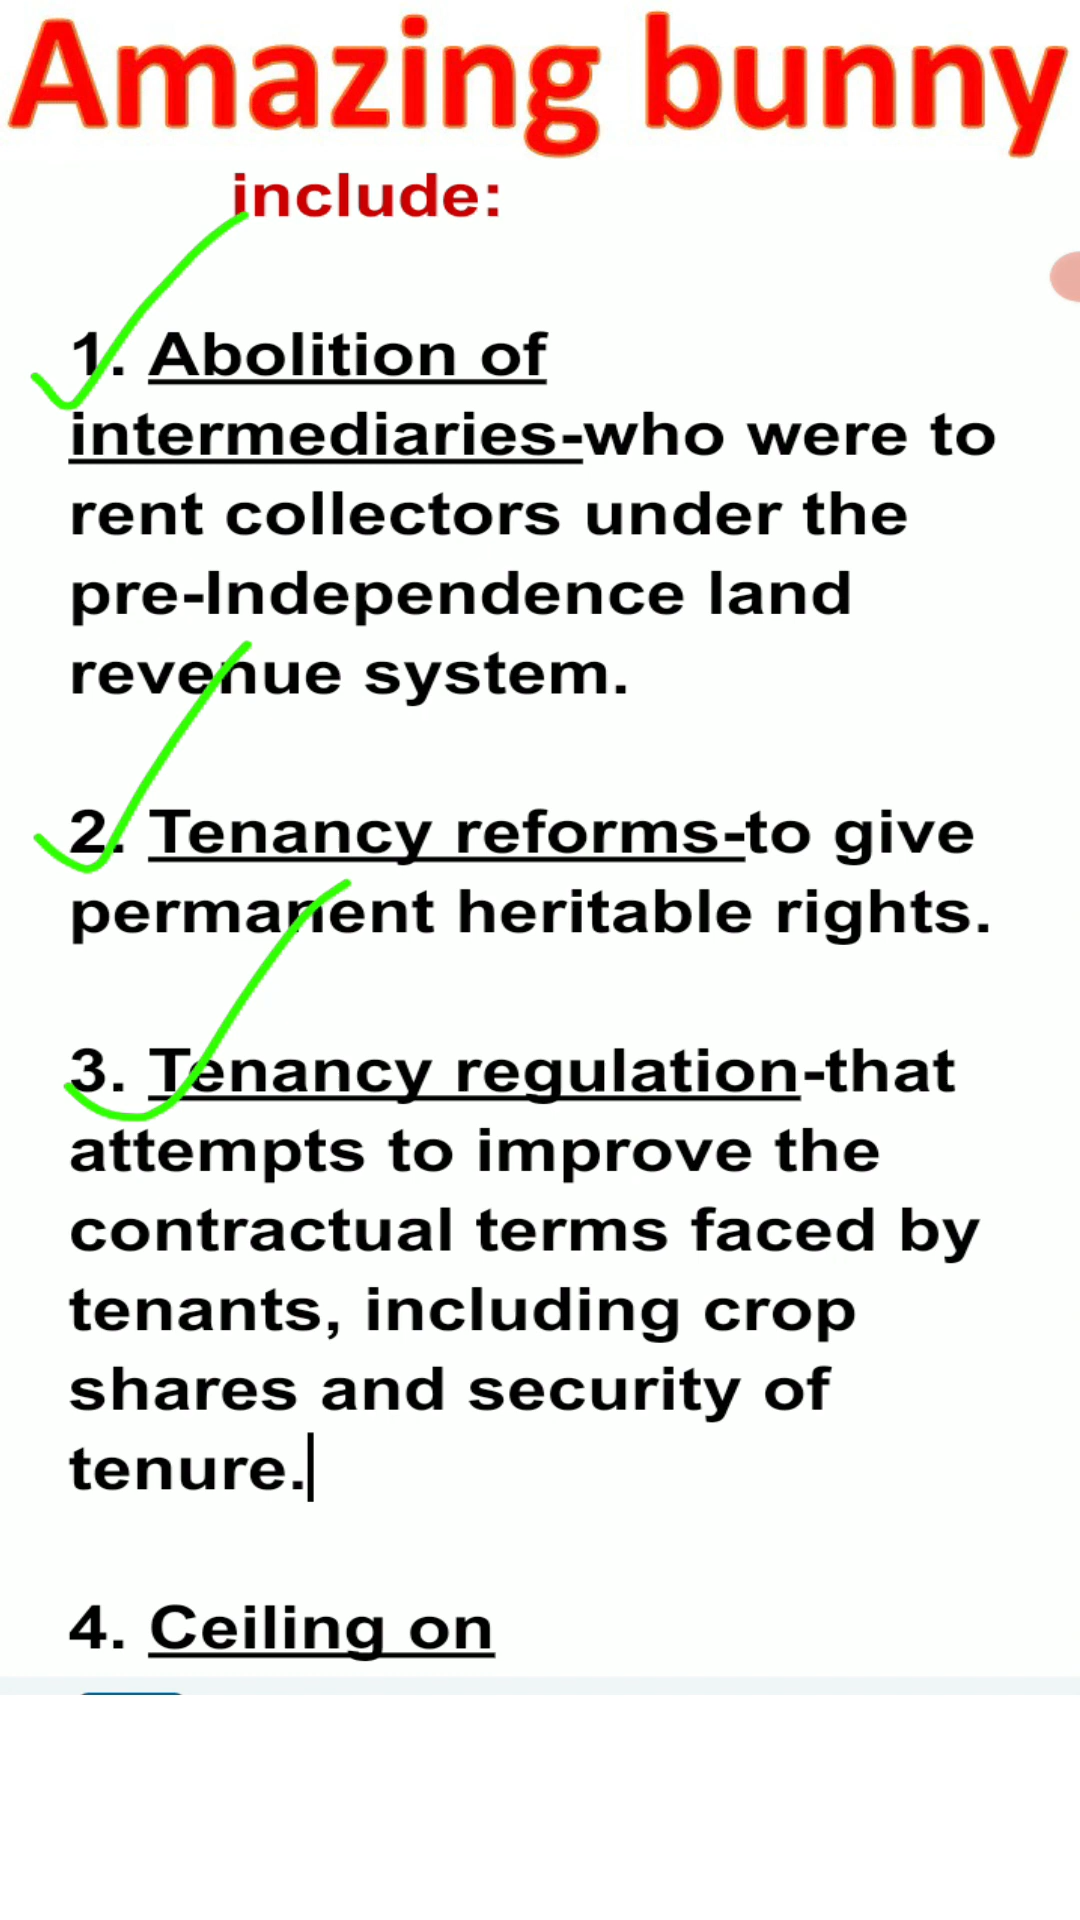 Amazing bunny
include:
1. Abolition of
intermediaries-who were to
rent collectors under the
pre-Independence land
revenue system.
2. Tenancy reforms-to give
permanent heritable rights.
3. Tenancy regulation-that
attempts to improve the
contractual terms faced by
tenants, including crop
shares and security of
tenure.
4. Ceiling on